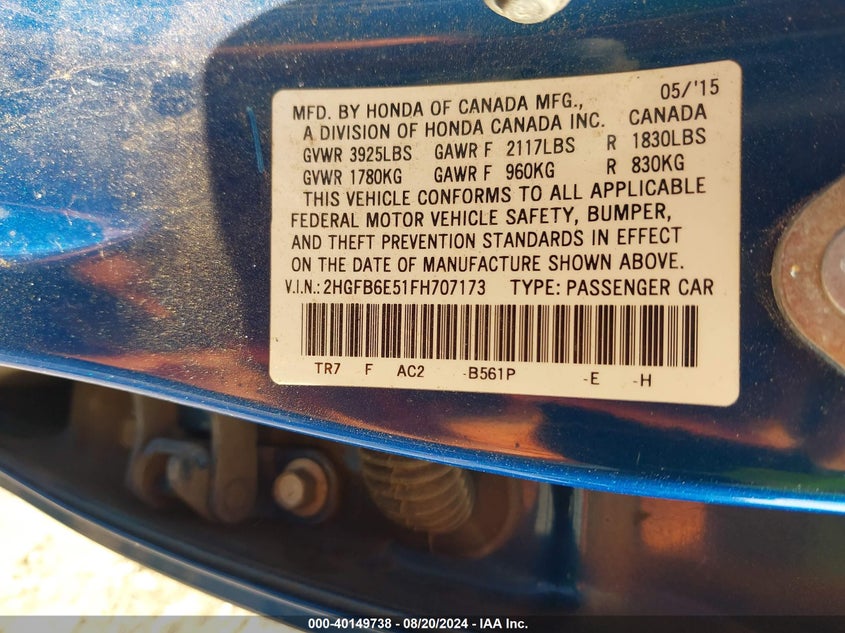 05/'15
MFD. BY HONDA OF CANADA MFG.,
A DIVISION OF HONDA CANADA INC. CANADA
GVWR 3925LBS GAWR F 2117LBS R 1830LBS
GVWR 1780KG GAWR F 960KG R 830KG
THIS VEHICLE CONFORMS TO ALL APPLICABLE
FEDERAL MOTOR VEHICLE SAFETY, BUMPER,
AND THEFT PREVENTION STANDARDS IN EFFECT
ON THE DATE OF MANUFACTURE SHOWN ABOVE.
V.I.N.: 2HGFB6E51FH707173 TYPE: PASSENGER CAR
TR7 F AC2 -B561P -E -H
000-40149738 - 08/20/2024 - IAA Inc.